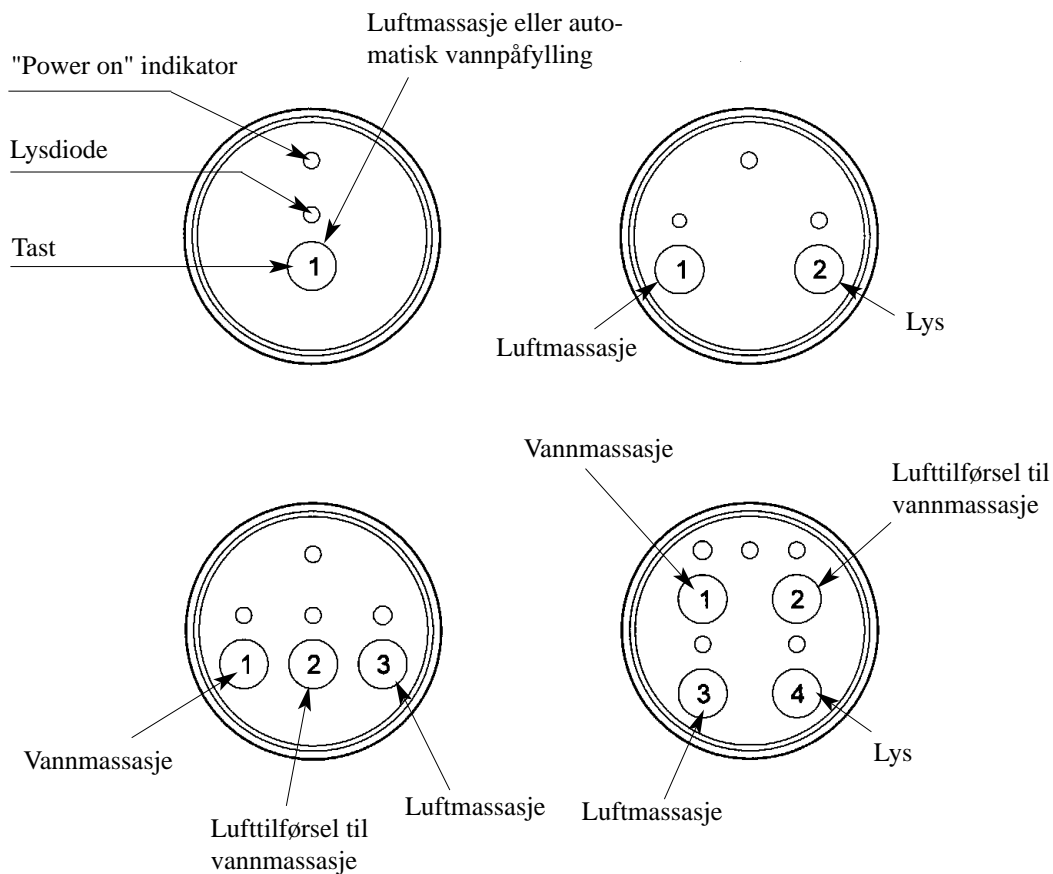 Luftmassasje eller auto-
matisk vannpåfylling
"Power on" indikator
Lysdiode
Tast
1
1
2
Luftmassasje
Lys
Vannmassasje
Lufttilførsel til
vannmassasje
1
2
3
Vannmassasje
Lufttilførsel til
vannmassasje
Luftmassasje
1
2
3
4
Luftmassasje
Lys